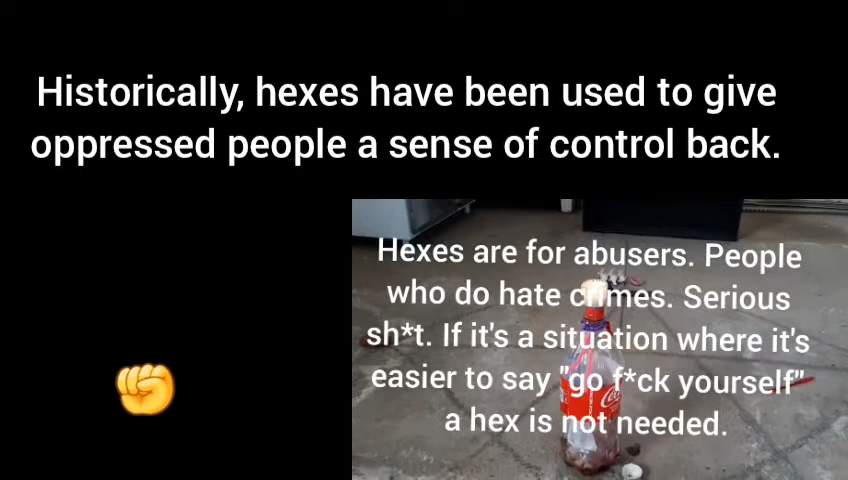 Historically, hexes have been used to give
oppressed people a sense of control back.
Hexes are for abusers. People
who do hate crimes. Serious
sh*t. If it's a situation where it's
easier to say "go f*ck yourself"
a hex is not needed.